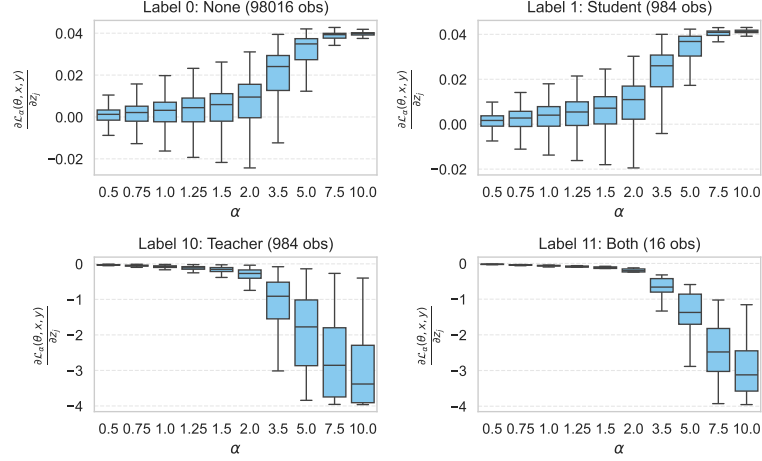 Label 0: None (98016 obs)
0.04
0.02
0.00
−0.02
∂ℒα(θ, x, y)
∂zⱼ
0.5 0.75 1.0 1.25 1.5 2.0 3.5 5.0 7.5 10.0
α
Label 1: Student (984 obs)
0.04
0.02
0.00
−0.02
∂ℒα(θ, x, y)
∂zⱼ
0.5 0.75 1.0 1.25 1.5 2.0 3.5 5.0 7.5 10.0
α
Label 10: Teacher (984 obs)
0
−1
−2
−3
−4
∂ℒα(θ, x, y)
∂zⱼ
0.5 0.75 1.0 1.25 1.5 2.0 3.5 5.0 7.5 10.0
α
Label 11: Both (16 obs)
0
−1
−2
−3
−4
∂ℒα(θ, x, y)
∂zⱼ
0.5 0.75 1.0 1.25 1.5 2.0 3.5 5.0 7.5 10.0
α